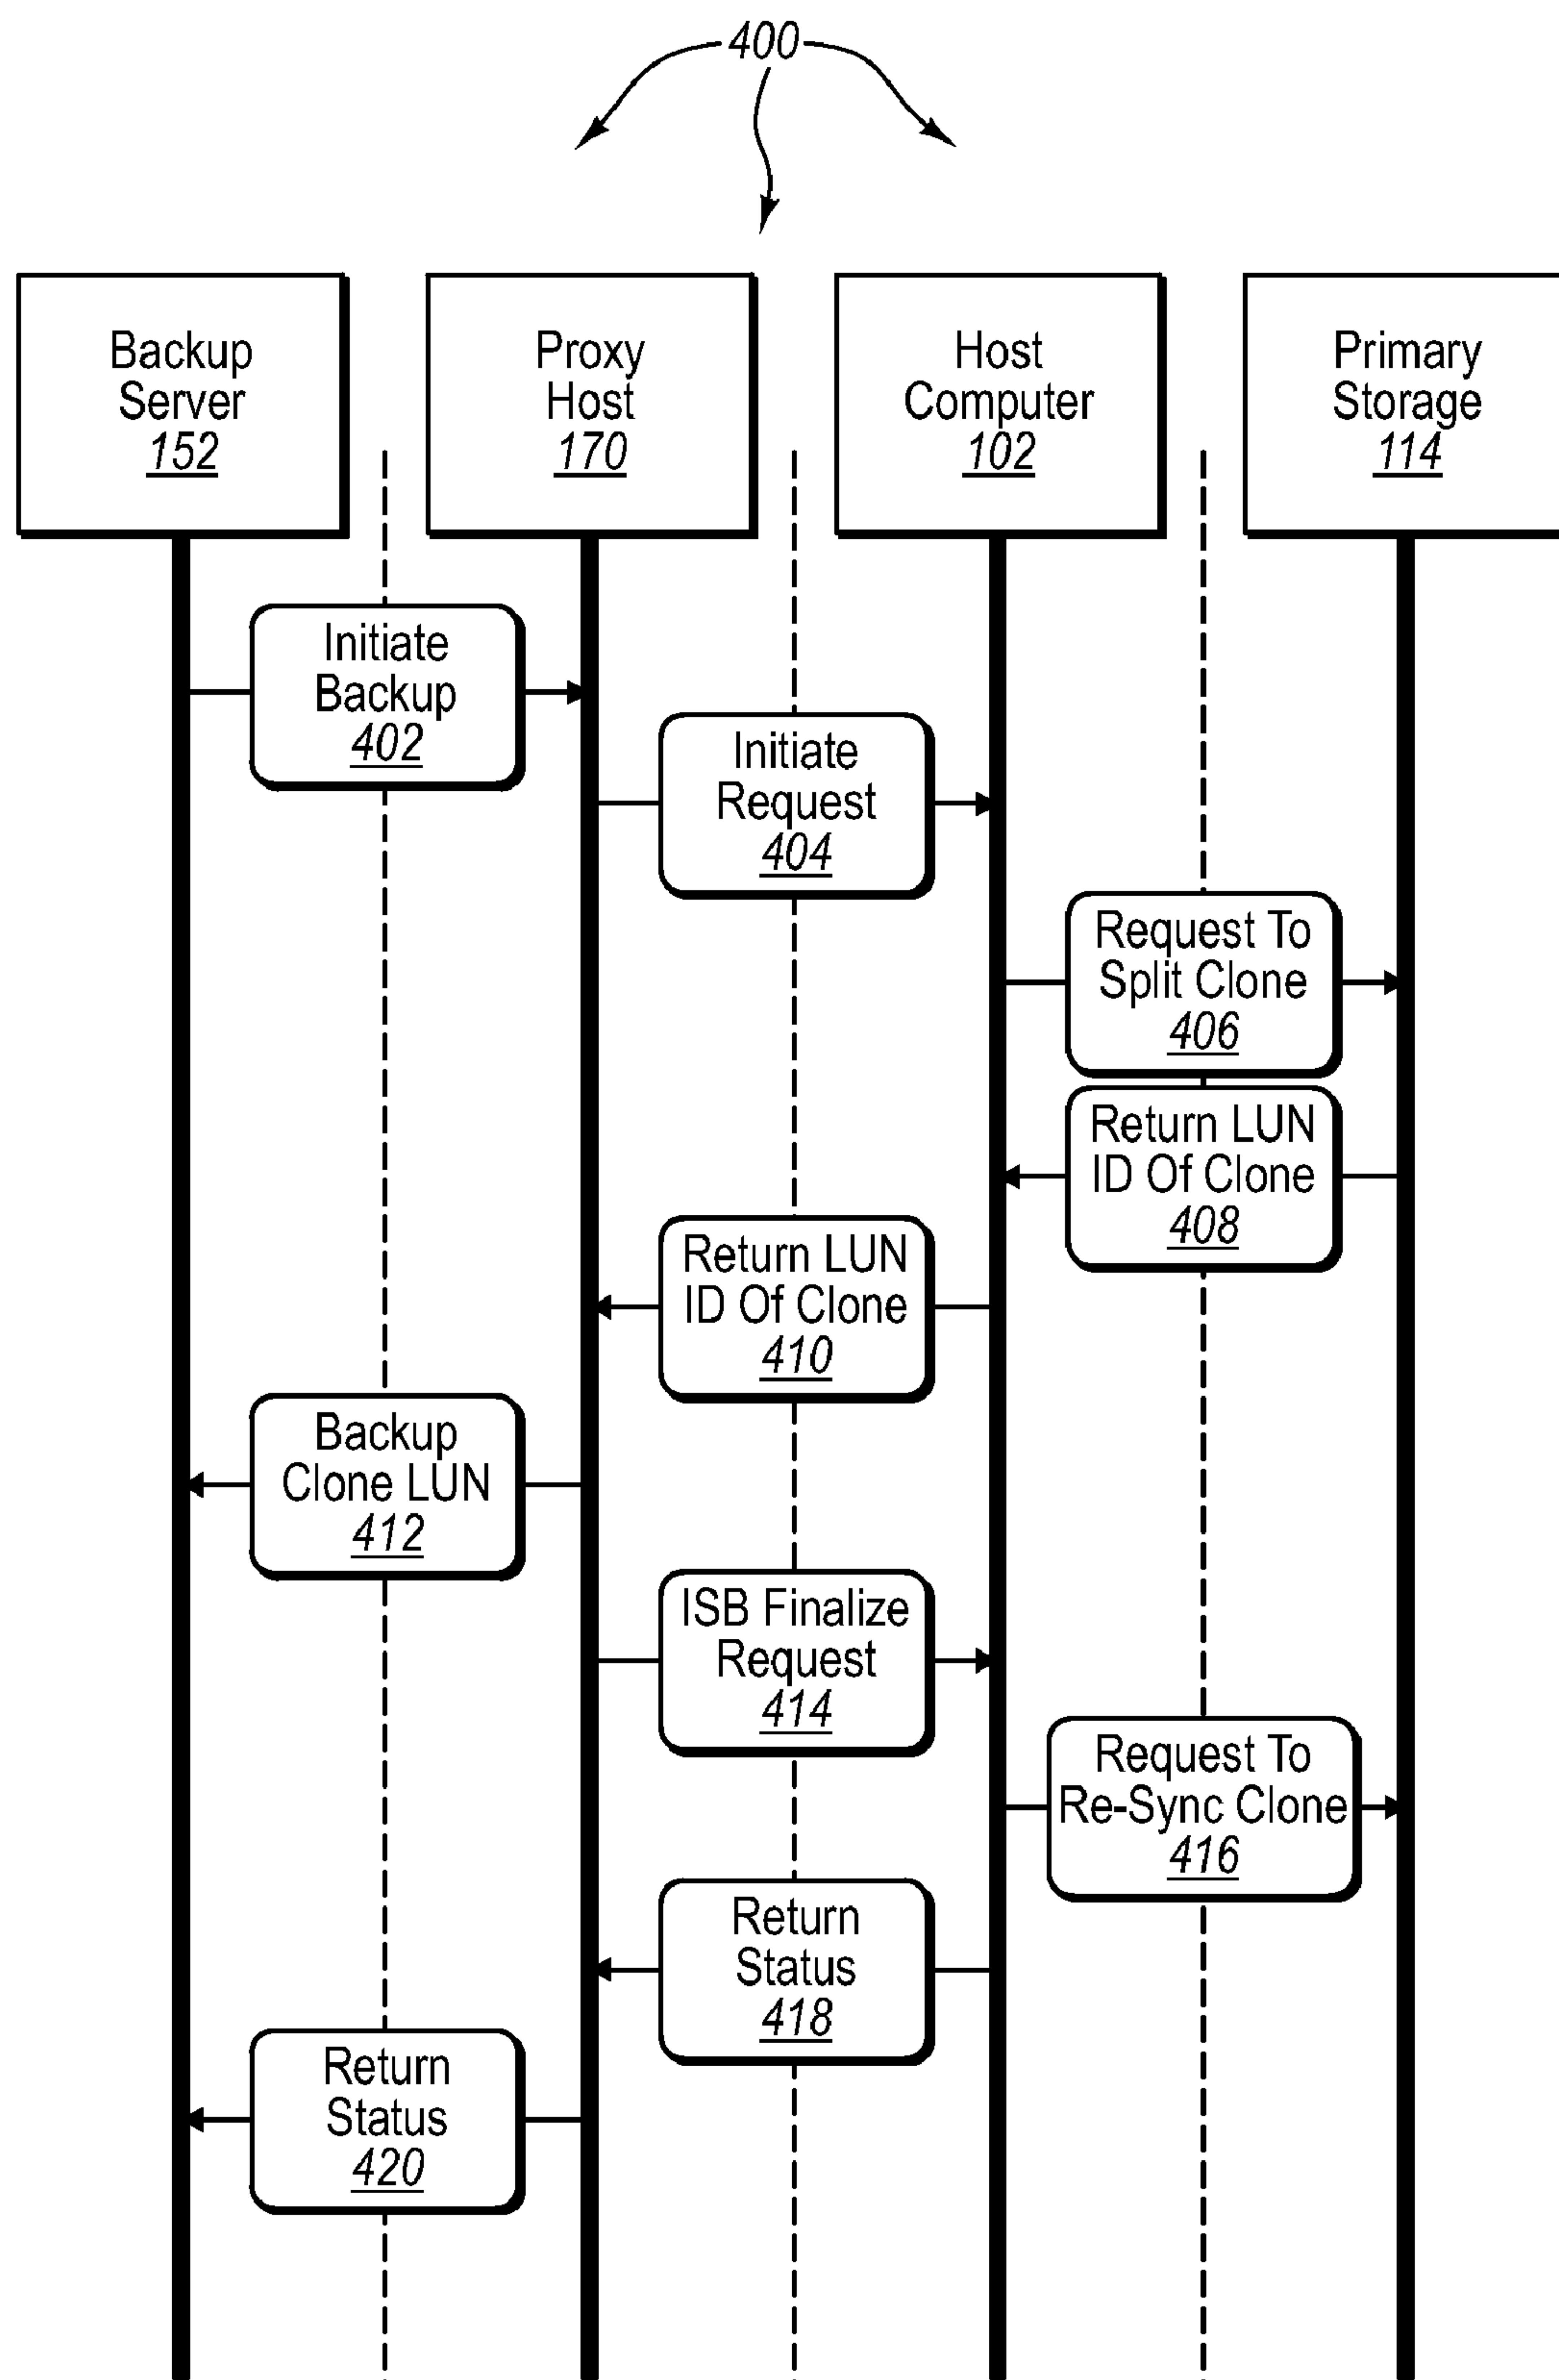 400
Backup
Server
152
Proxy
Host
170
Host
Computer
102
Primary
Storage
114
Initiate
Backup
402
Initiate
Request
404
Request To
Split Clone
406
Return LUN
ID Of Clone
408
Return LUN
ID Of Clone
410
Backup
Clone LUN
412
ISB Finalize
Request
414
Request To
Re-Sync Clone
416
Return
Status
418
Return
Status
420